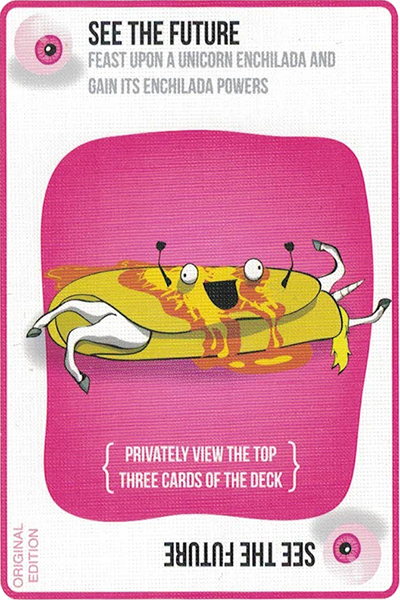 SEE THE FUTURE
FEAST UPON A UNICORN ENCHILADA AND
GAIN ITS ENCHILADA POWERS
PRIVATELY VIEW THE TOP
THREE CARDS OF THE DECK
ORIGINAL
EDITION
SEE THE FUTURE